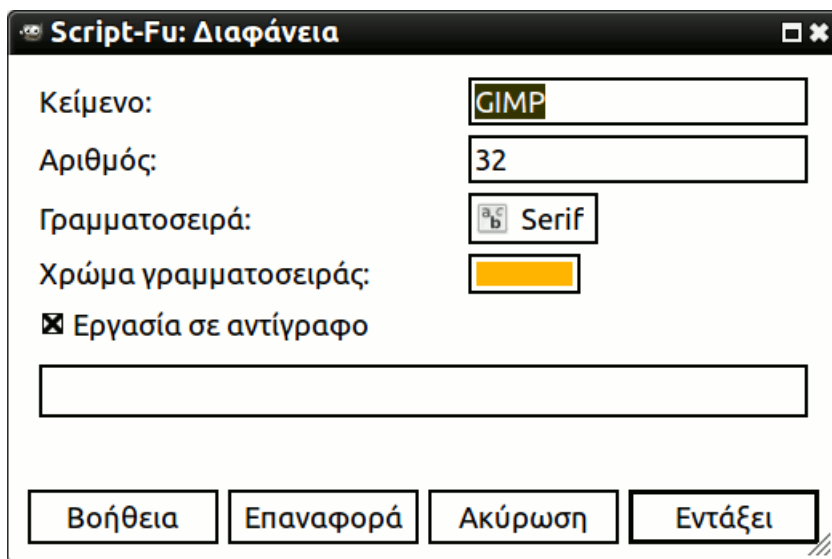 Script-Fu: Διαφάνεια
Κείμενο: GIMP
Αριθμός: 32
Γραμματοσειρά: Serif
Χρώμα γραμματοσειράς:
Εργασία σε αντίγραφο
Βοήθεια Επαναφορά Ακύρωση Εντάξει